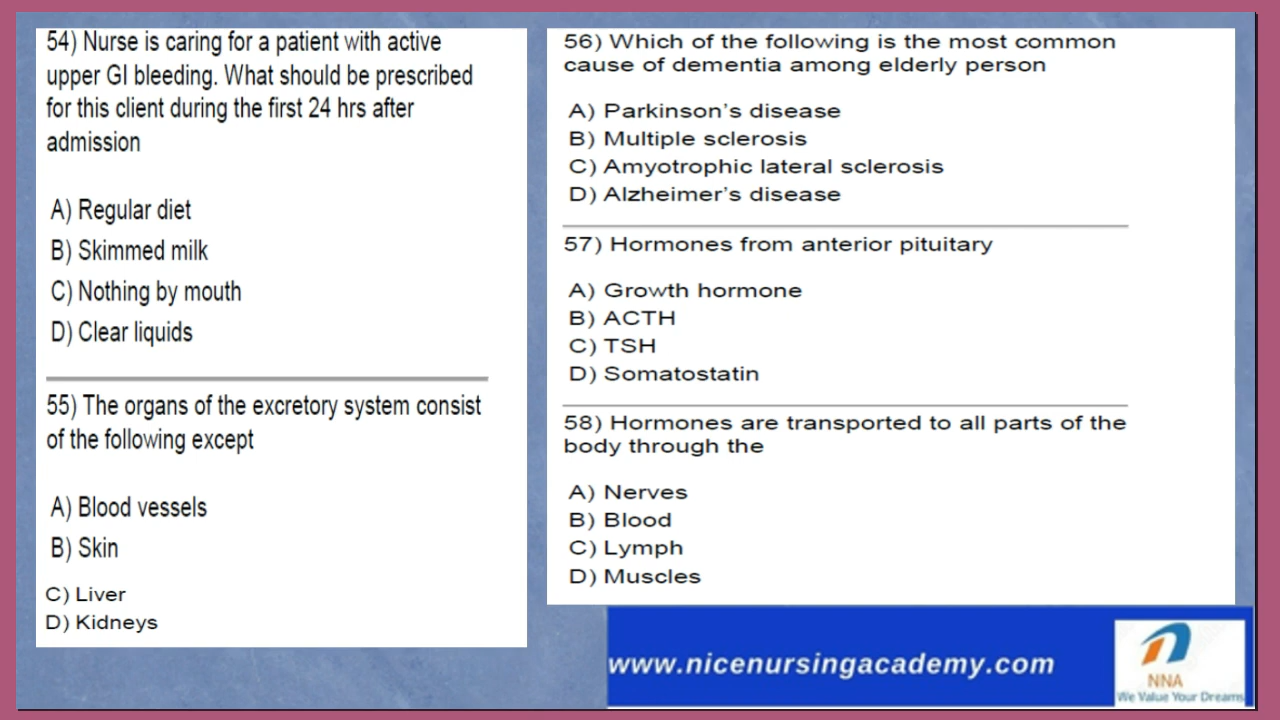 54) Nurse is caring for a patient with active
upper GI bleeding. What should be prescribed
for this client during the first 24 hrs after
admission
A) Regular diet
B) Skimmed milk
C) Nothing by mouth
D) Clear liquids
55) The organs of the excretory system consist
of the following except
A) Blood vessels
B) Skin
C) Liver
D) Kidneys
56) Which of the following is the most common
cause of dementia among elderly person
A) Parkinson's disease
B) Multiple sclerosis
C) Amyotrophic lateral sclerosis
D) Alzheimer's disease
57) Hormones from anterior pituitary
A) Growth hormone
B) ACTH
C) TSH
D) Somatostatin
58) Hormones are transported to all parts of the
body through the
A) Nerves
B) Blood
C) Lymph
D) Muscles
www.nicenursingacademy.com
NNA
We Value Your Dreams